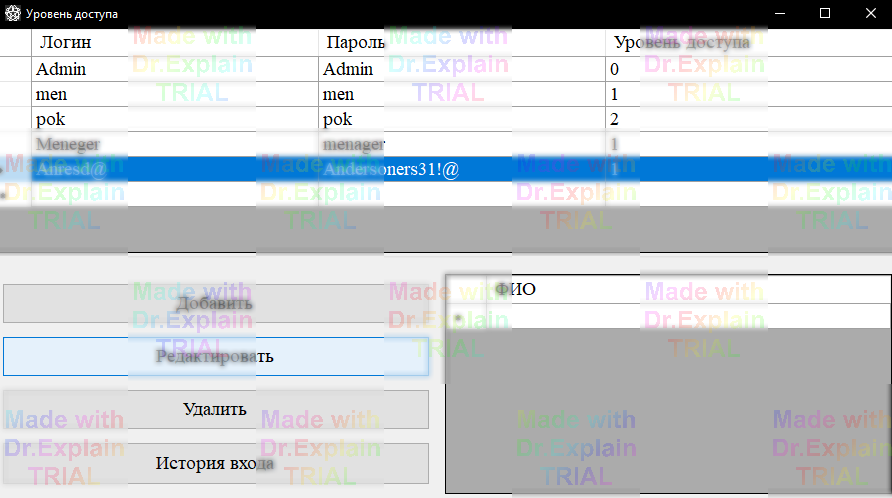 Уровень доступа
Логин Пароль Уровень доступа
Admin Admin 0
men men 1
pok pok 2
Meneger menager 1
Anresd@ Andersoners31!@ 1
Добавить
Редактировать
Удалить
История входа
ФИО
Made with Made with Made with
Dr.Explain Dr.Explain Dr.Explain
TRIAL TRIAL TRIAL
Made with Made with Made with Made with
Dr.Explain Dr.Explain Dr.Explain Dr.Explain
TRIAL TRIAL TRIAL TRIAL
Made with Made with Made with
Dr.Explain Dr.Explain Dr.Explain
TRIAL TRIAL TRIAL
Made with Made with Made with Made with
Dr.Explain Dr.Explain Dr.Explain Dr.Explain
TRIAL TRIAL TRIAL TRIAL